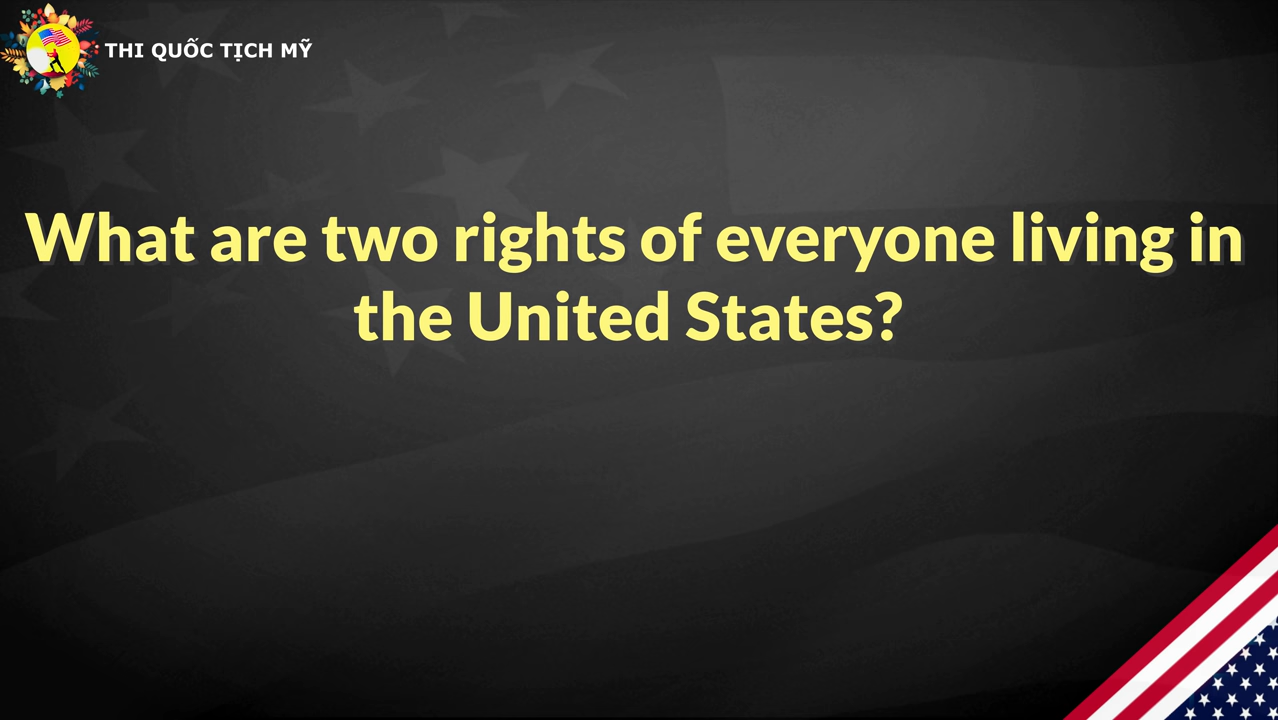 THI QUỐC TỊCH MỸ
What are two rights of everyone living in
the United States?